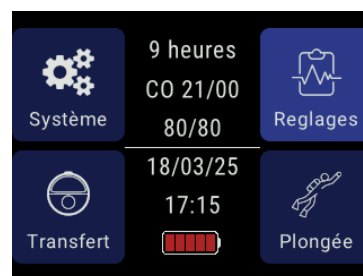 Système
Transfert
9 heures
CO 21/00
80/80
18/03/25
17:15
Reglages
Plongée